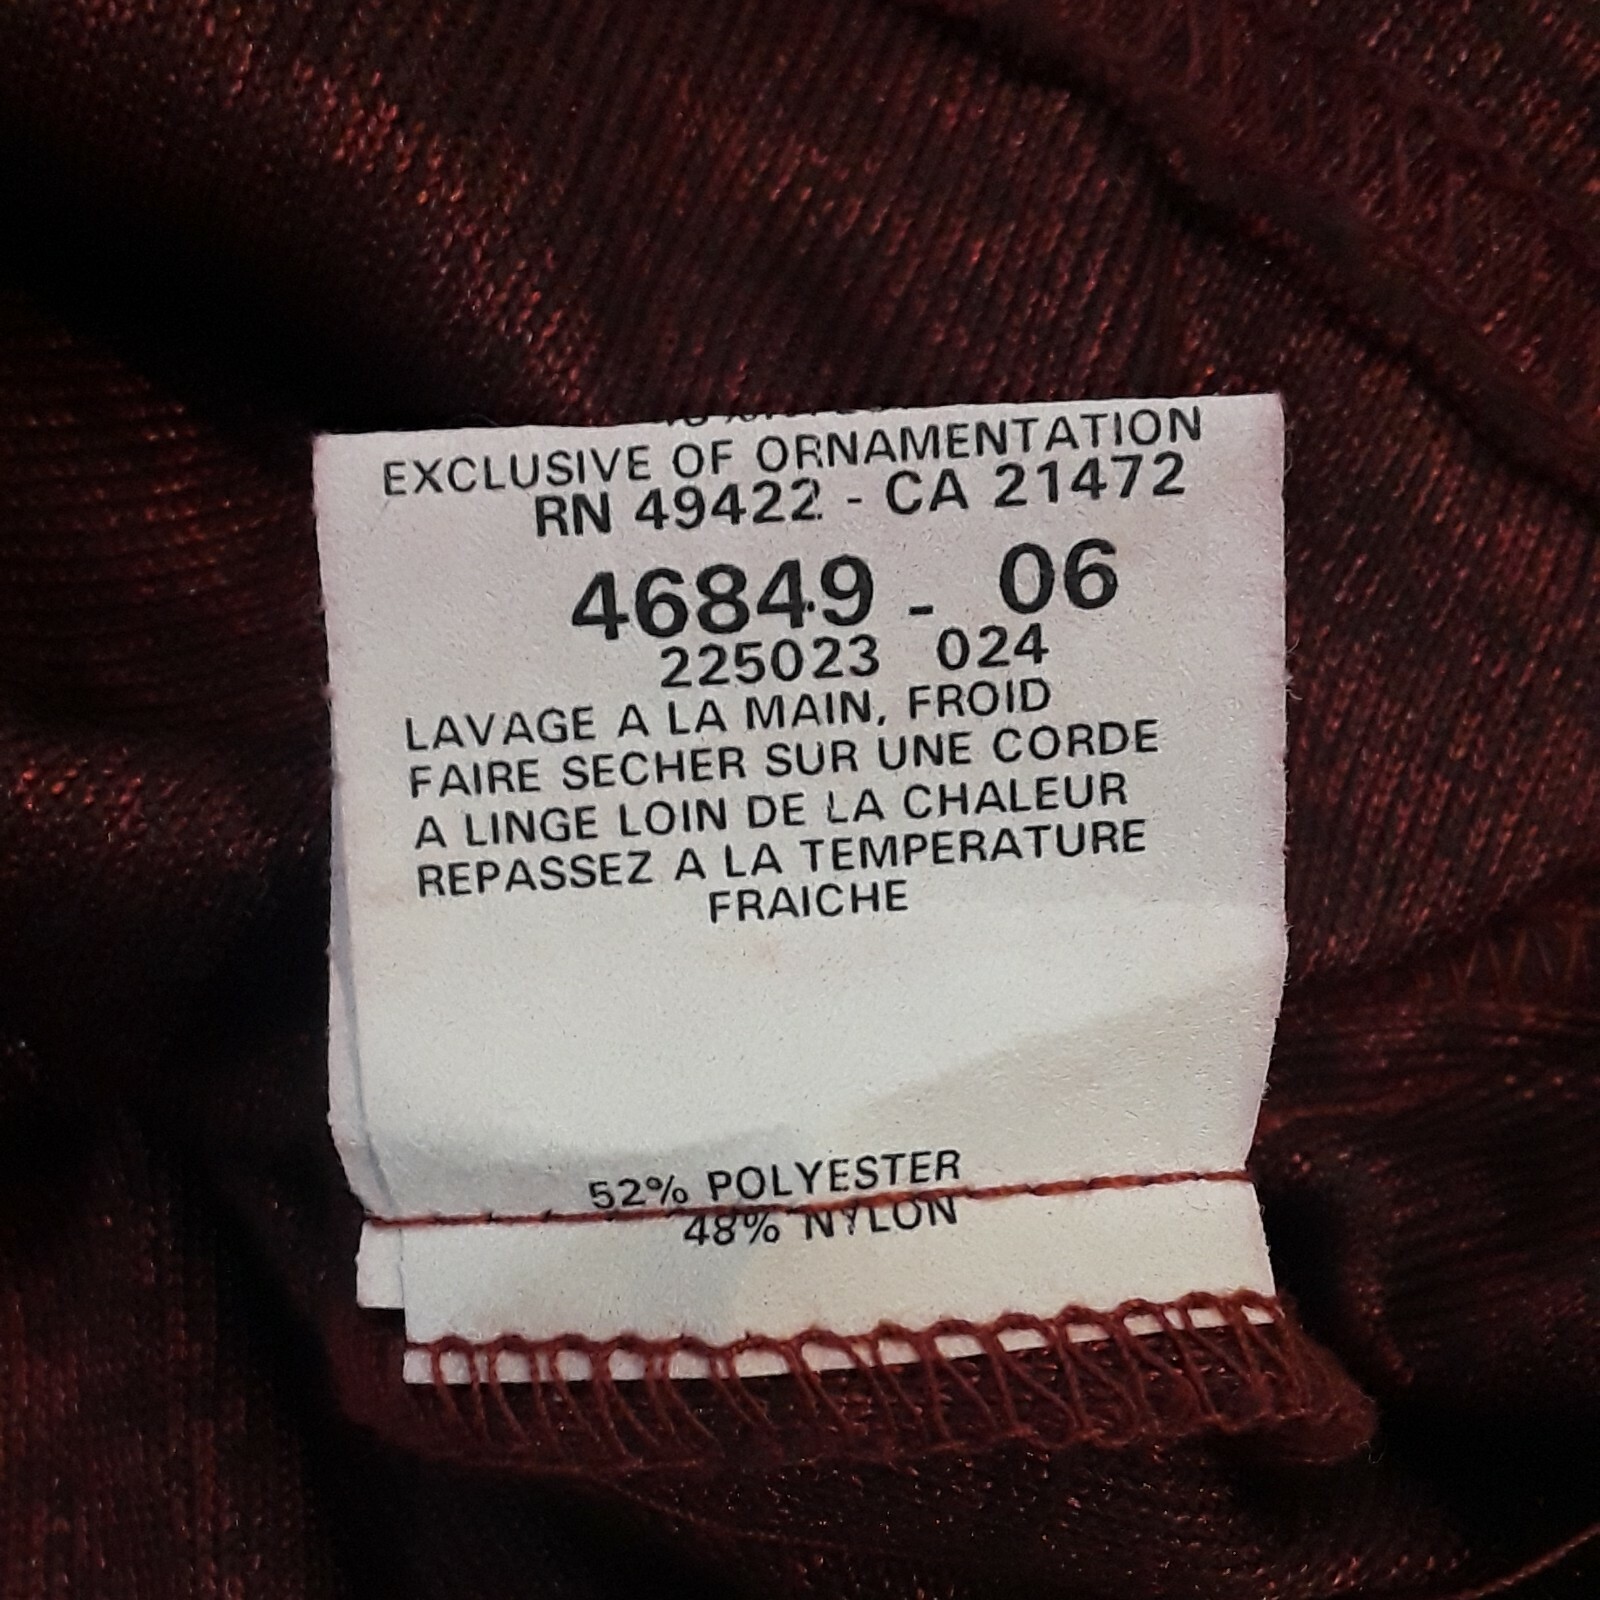 EXCLUSIVE OF ORNAMENTATION
RN 49422 - CA 21472
46849 - 06
225023 024
LAVAGE A LA MAIN, FROID
FAIRE SECHER SUR UNE CORDE
A LINGE LOIN DE LA CHALEUR
REPASSEZ A LA TEMPERATURE
FRAICHE
52% POLYESTER
48% NYLON